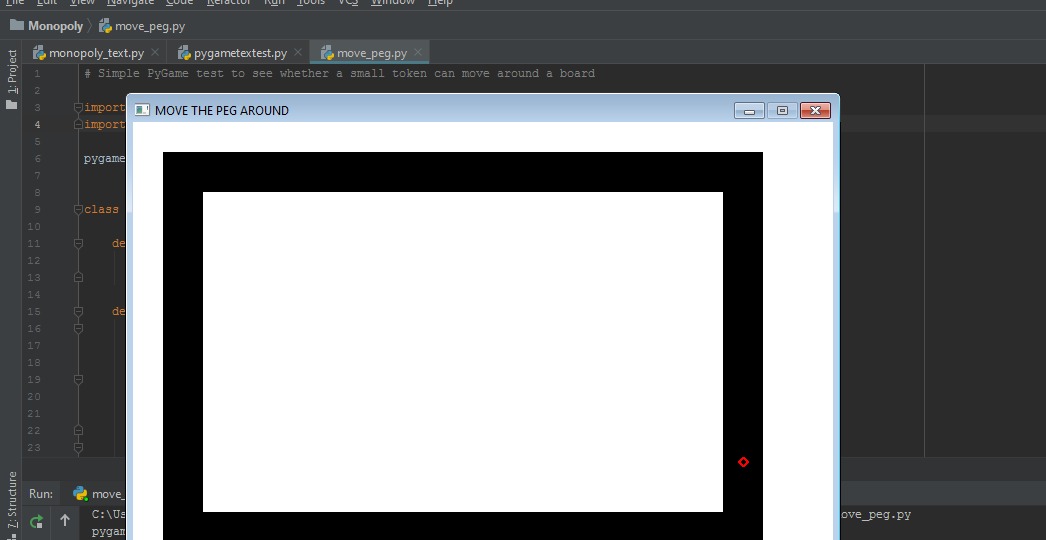 File Edit View Navigate Code Refactor Run Tools VCS Window Help
Monopoly move_peg.py
monopoly_text.py pygametextest.py move_peg.py
1: Project
1 # Simple PyGame test to see whether a small token can move around a board
2
3 import
4 import
5
6 pygame
7
8
9 class
10
11 de
12
13
14
15 de
16
17
18
19
20
21
22
23
MOVE THE PEG AROUND
7: Structure
Run: move_
C:\Us ove_peg.py
pygam